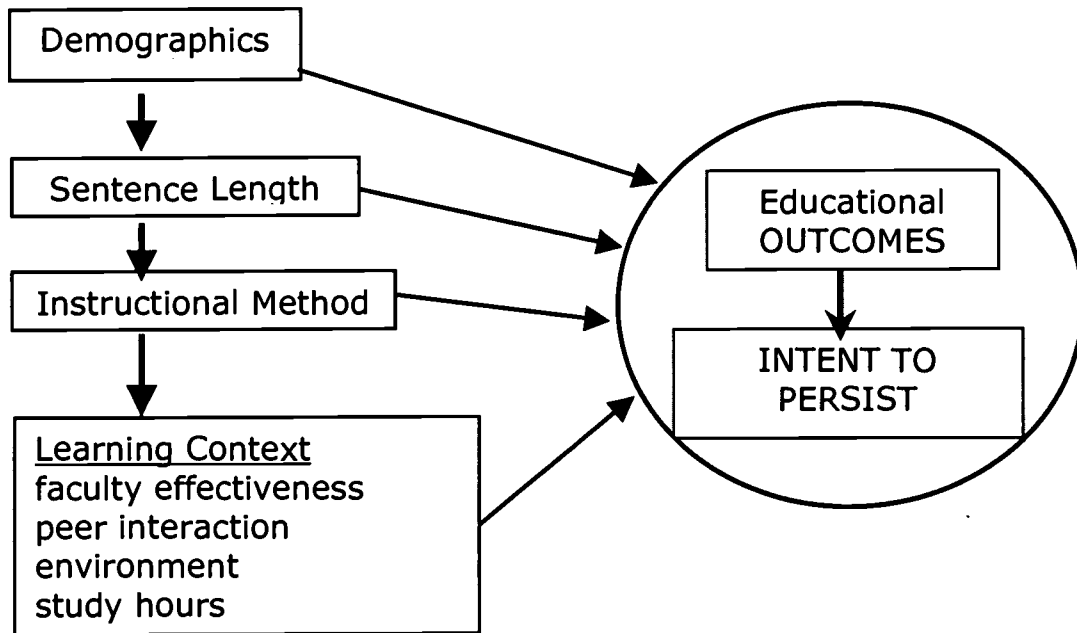 Demographics
Sentence Length
Instructional Method
Learning Context
faculty effectiveness
peer interaction
environment
study hours
Educational
OUTCOMES
INTENT TO
PERSIST